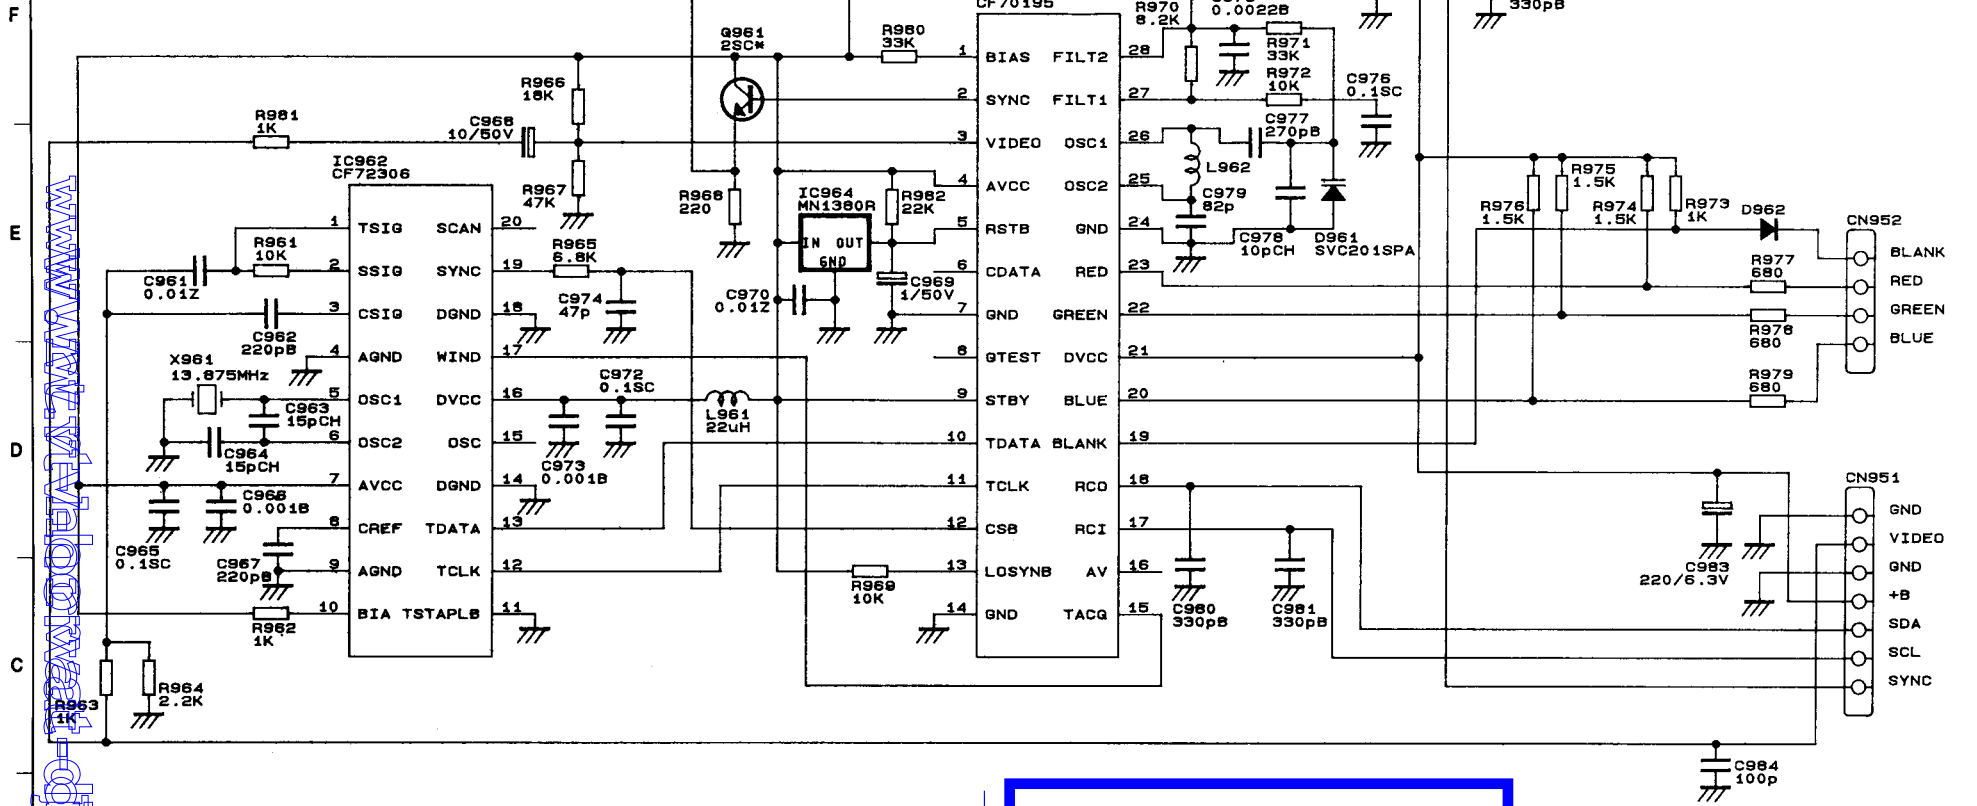 F
E
D
C
R981
1K
C968
10/50V
R966
18K
R967
47K
Q961
2SC*
R980
33K
R968
220
IC964
MN1380R
IN OUT
GND
R982
22K
C969
1/50V
C970
0.01Z
IC962
CF72306
1 TSIG SCAN 20
2 SSIG SYNC 19
3 CSIG DGND 18
4 AGND WIND 17
5 OSC1 DVCC 16
6 OSC2 OSC 15
7 AVCC DGND 14
8 CREF TDATA 13
9 AGND TCLK 12
10 BIA TSTAPLB 11
R961
10K
C961
0.01Z
C962
220pB
X961
13.875MHz
C963
15pCH
C964
15pCH
C965
0.1SC
C966
0.001B
C967
220pB
R962
1K
R963
1K
R964
2.2K
R965
6.8K
C974
47p
C972
0.1SC
C973
0.001B
L961
22uH
R969
10K
CF70195
1 BIAS FILT2 28
2 SYNC FILT1 27
3 VIDEO OSC1 26
4 AVCC OSC2 25
5 RSTB GND 24
6 CDATA RED 23
7 GND GREEN 22
8 GTEST DVCC 21
9 STBY BLUE 20
10 TDATA BLANK 19
11 TCLK RCO 18
12 CSB RCI 17
13 LOSYNB AV 16
14 GND TACQ 15
R970
8.2K
0.0022B
R971
33K
R972
10K
C976
0.1SC
C977
270pB
L962
C979
82p
C978
10pCH
D961
SVC201SPA
330pB
C980
330pB
C981
330pB
R975
1.5K
R976
1.5K
R974
1.5K
R973
1K
D962
R977
680
R978
680
R979
680
CN952
BLANK
RED
GREEN
BLUE
CN951
GND
VIDEO
GND
+B
SDA
SCL
SYNC
C983
220/6.3V
C984
100p